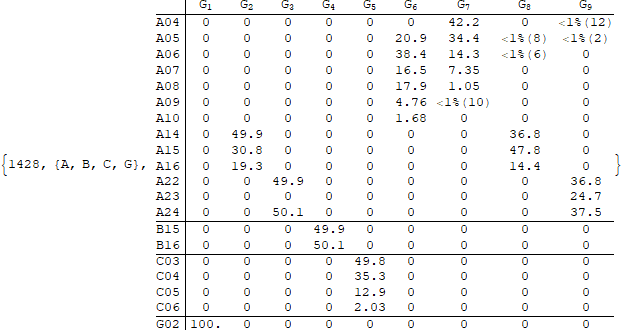 G1 G2 G3 G4 G5 G6 G7 G8 G9
A04 0 0 0 0 0 0 42.2 0 <1%(12)
A05 0 0 0 0 0 20.9 34.4 <1%(8) <1%(2)
A06 0 0 0 0 0 38.4 14.3 <1%(6) 0
A07 0 0 0 0 0 16.5 7.35 0 0
A08 0 0 0 0 0 17.9 1.05 0 0
A09 0 0 0 0 0 4.76 <1%(10) 0 0
A10 0 0 0 0 0 1.68 0 0 0
A14 0 49.9 0 0 0 0 0 36.8 0
A15 0 30.8 0 0 0 0 0 47.8 0
{1428, {A, B, C, G}, A16 0 19.3 0 0 0 0 0 14.4 0 }
A22 0 0 49.9 0 0 0 0 0 36.8
A23 0 0 0 0 0 0 0 0 24.7
A24 0 0 50.1 0 0 0 0 0 37.5
B15 0 0 0 49.9 0 0 0 0 0
B16 0 0 0 50.1 0 0 0 0 0
C03 0 0 0 0 49.8 0 0 0 0
C04 0 0 0 0 35.3 0 0 0 0
C05 0 0 0 0 12.9 0 0 0 0
C06 0 0 0 0 2.03 0 0 0 0
G02 100. 0 0 0 0 0 0 0 0